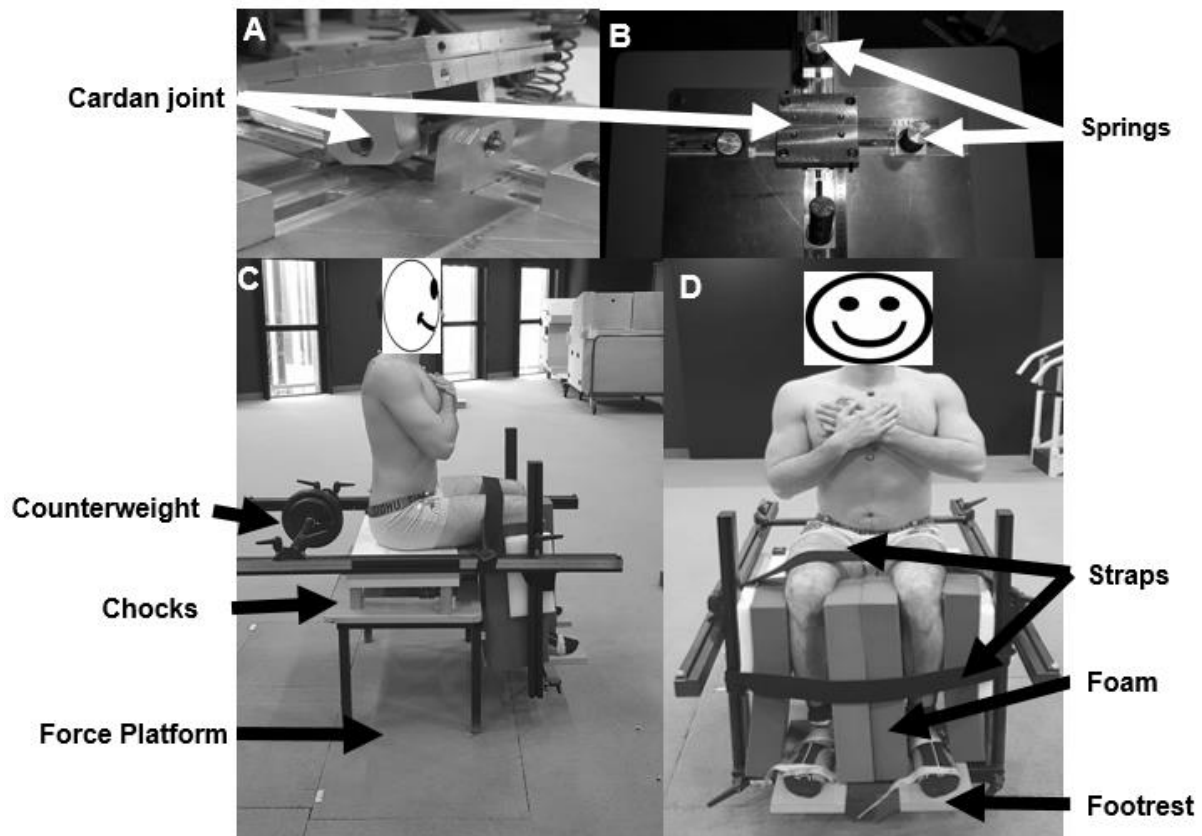 A
B
Cardan joint
Springs
C
D
Counterweight
Straps
Chocks
Foam
Force Platform
Footrest